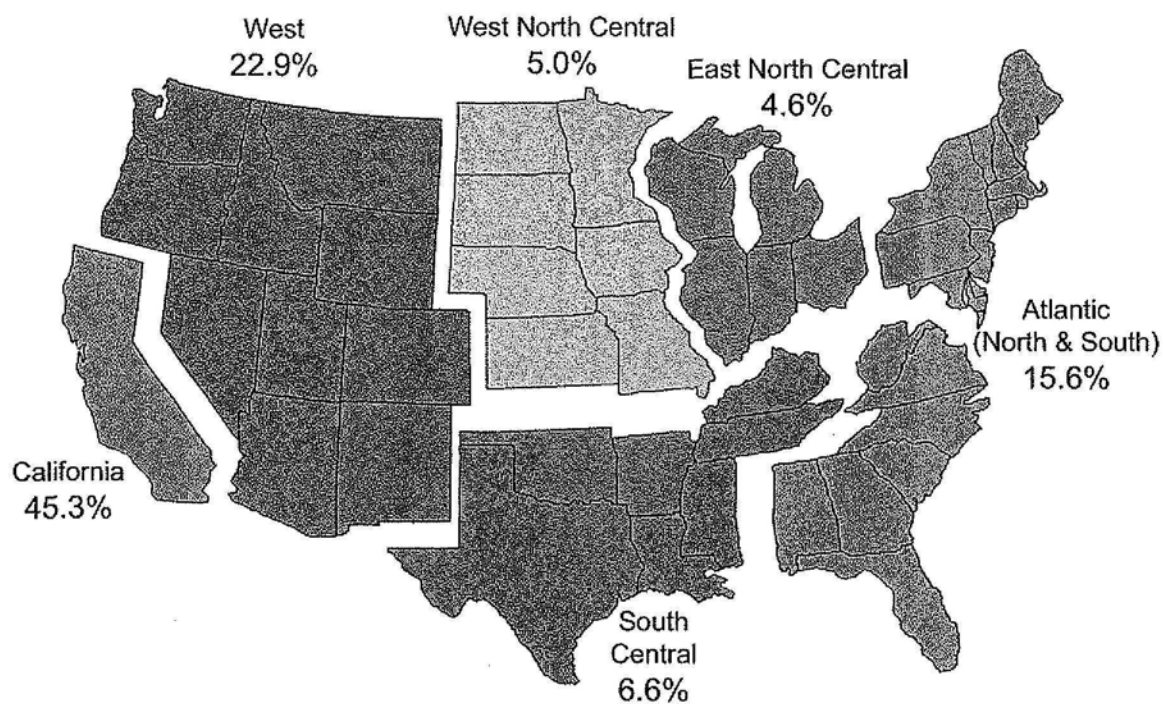 West
22.9%
West North Central
5.0%
East North Central
4.6%
Atlantic
(North & South)
15.6%
California
45.3%
South
Central
6.6%